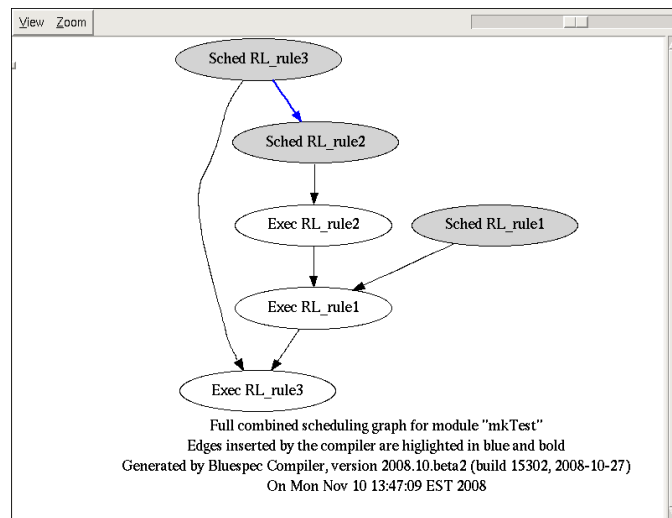 View Zoom
Sched RL_rule3
Sched RL_rule2
Exec RL_rule2
Sched RL_rule1
Exec RL_rule1
Exec RL_rule3
Full combined scheduling graph for module "mkTest"
Edges inserted by the compiler are higlighted in blue and bold
Generated by Bluespec Compiler, version 2008.10.beta2 (build 15302, 2008-10-27)
On Mon Nov 10 13:47:09 EST 2008